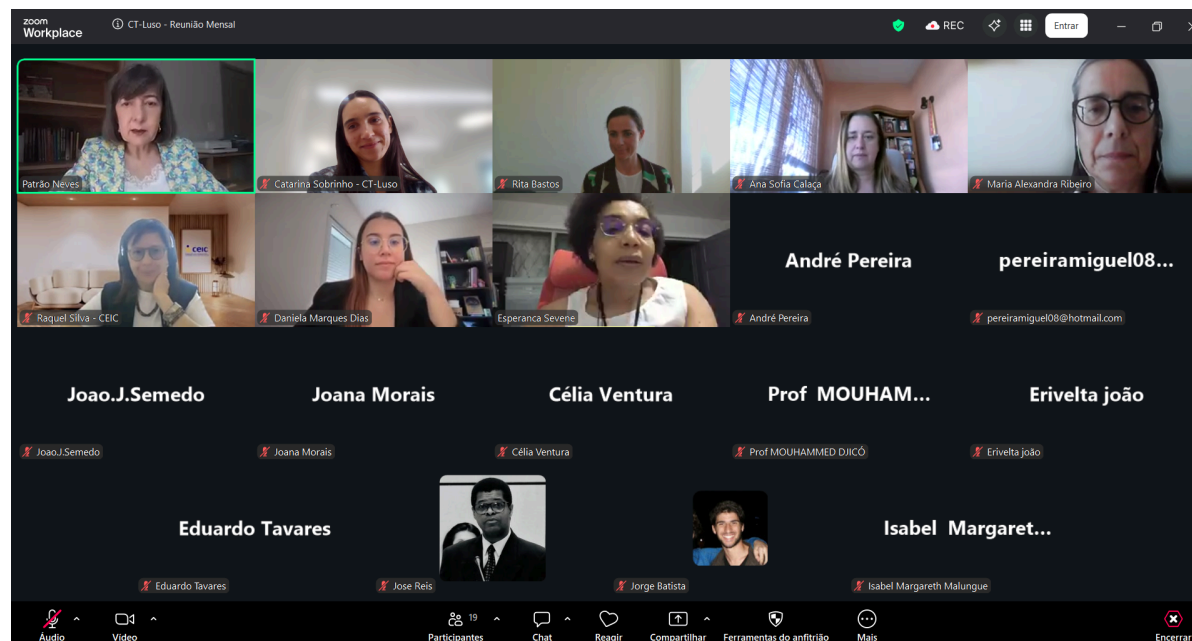 zoom
Workplace
CT-Luso - Reunião Mensal
REC
Entrar
Patrão Neves
Catarina Sobrinho - CT-Luso
Rita Bastos
Ana Sofia Calaça
Maria Alexandra Ribeiro
ceic
Raquel Silva - CEIC
Daniela Marques Dias
Esperanca Sevene
André Pereira
André Pereira
pereiramiguel08...
pereiramiguel08@hotmail.com
Joao.J.Semedo
Joao.J.Semedo
Joana Morais
Joana Morais
Célia Ventura
Célia Ventura
Prof MOUHAM...
Prof MOUHAMMED DJICÓ
Erivelta joão
Erivelta joão
Eduardo Tavares
Eduardo Tavares
Jose Reis
Jorge Batista
Isabel Margaret...
Isabel Margareth Malungue
Áudio
Vídeo
19
Participantes
Chat
Reagir
Compartilhar
Ferramentas do anfitrião
Mais
Encerrar